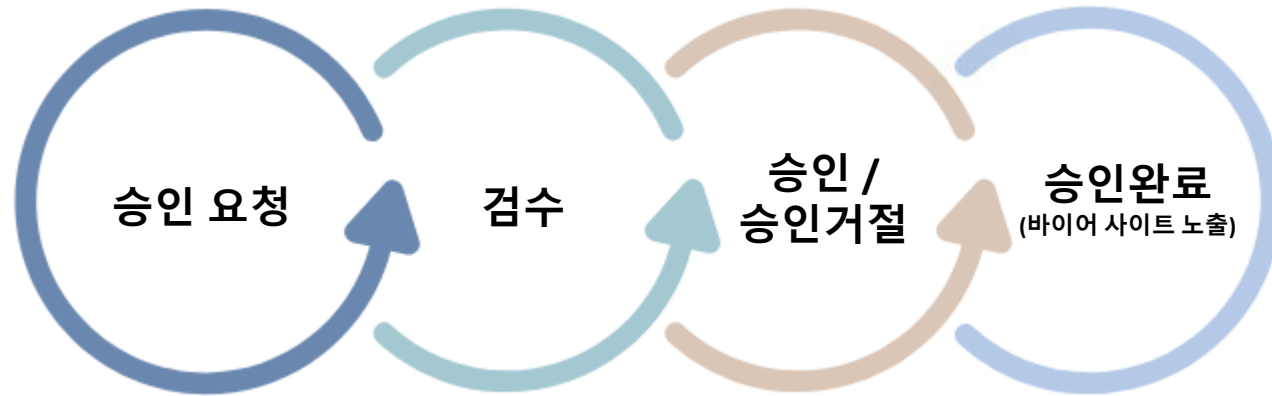 승인 요청
검수
승인 /
승인거절
승인완료
(바이어 사이트 노출)